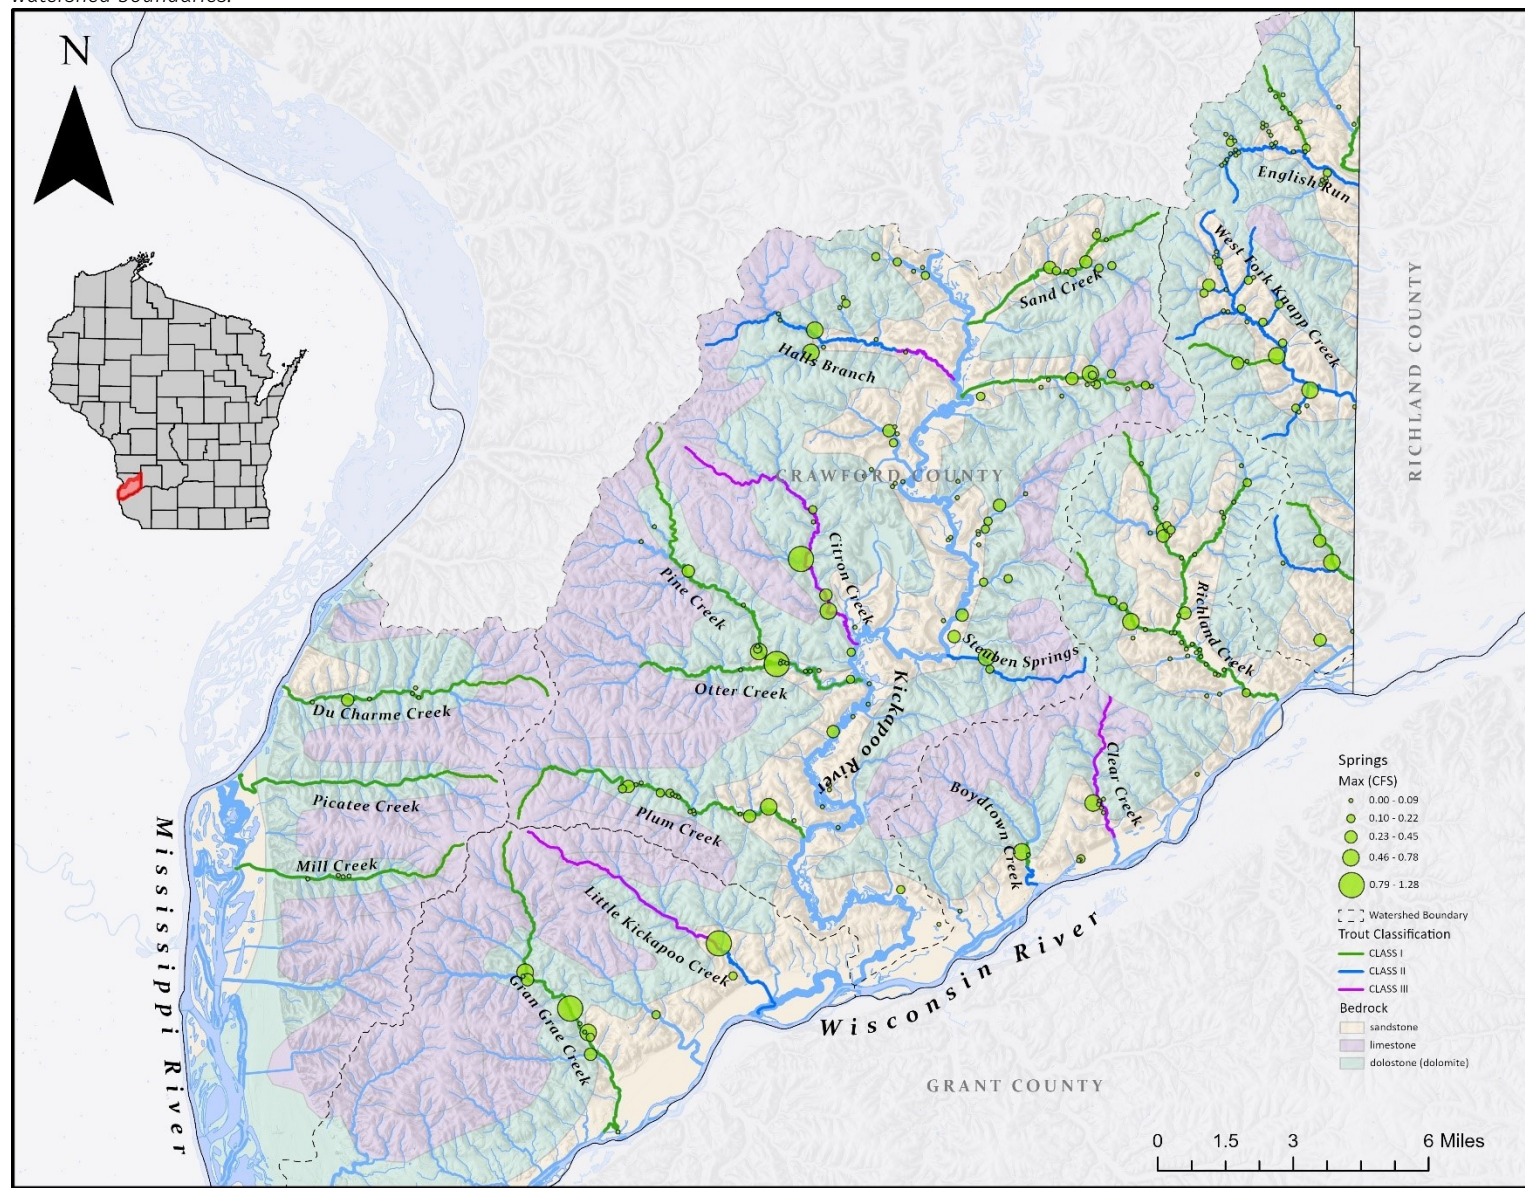 watershed boundaries.
N
English Run
West Fork Knapp Creek
Sand Creek
RICHLAND COUNTY
Halls Branch
CRAWFORD COUNTY
Citron Creek
Pine Creek
Richland Creek
Steuben Springs
Otter Creek
Kickapoo River
Du Charme Creek
Clear Creek
Picatee Creek
Boydtown Creek
Plum Creek
Mill Creek
Little Kickapoo Creek
Gran Grae Creek
Mississippi River
Wisconsin River
GRANT COUNTY
Springs
Max (CFS)
0.00 - 0.09
0.10 - 0.22
0.23 - 0.45
0.46 - 0.78
0.79 - 1.28
Watershed Boundary
Trout Classification
CLASS I
CLASS II
CLASS III
Bedrock
sandstone
limestone
dolostone (dolomite)
0 1.5 3 6 Miles